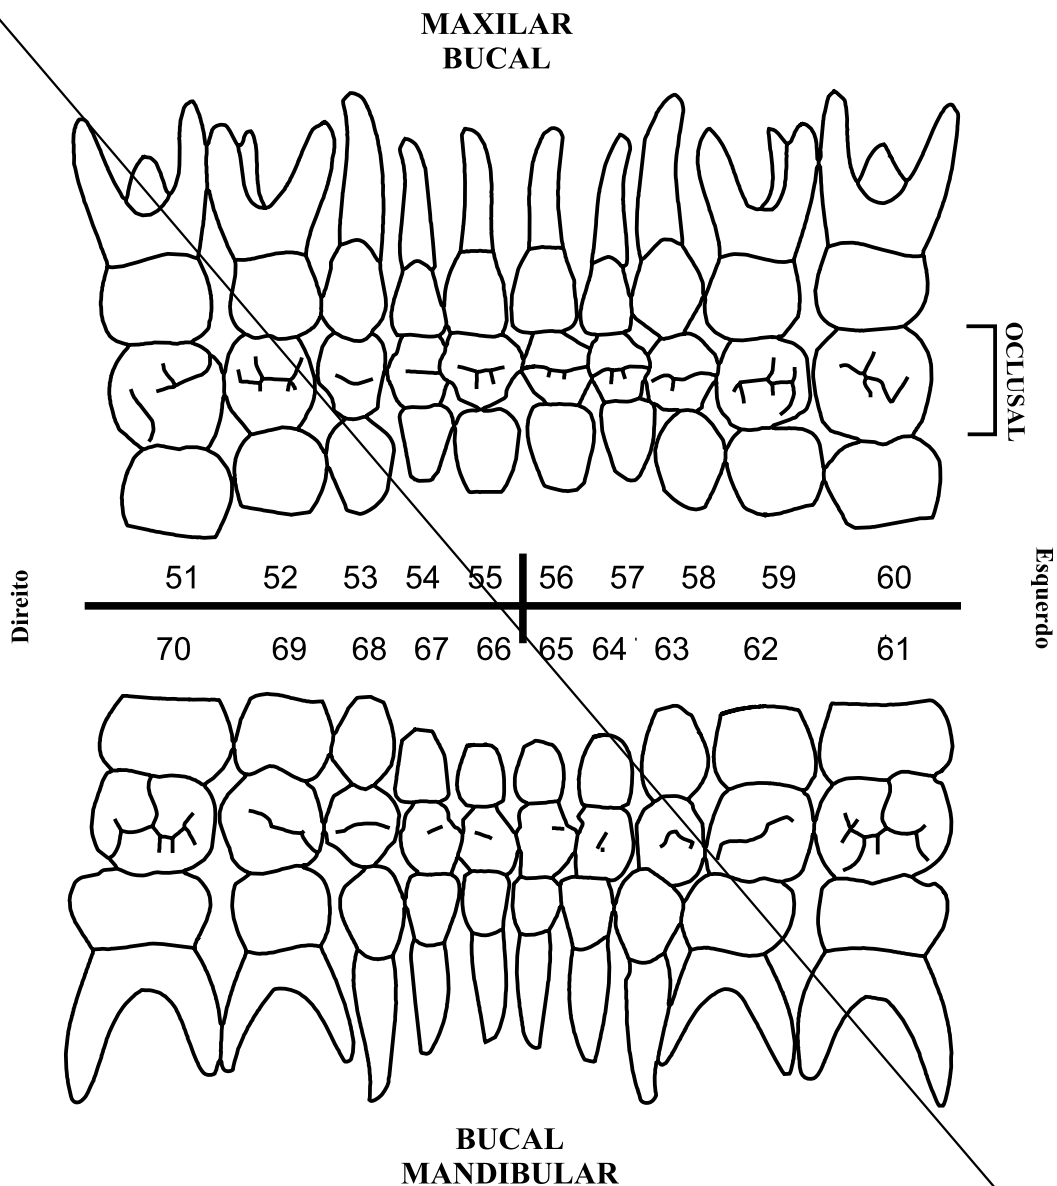 MAXILAR
BUCAL
OCLUSAL
51 52 53 54 55 56 57 58 59 60
Direito
Esquerdo
70 69 68 67 66 65 64 63 62 61
BUCAL
MANDIBULAR